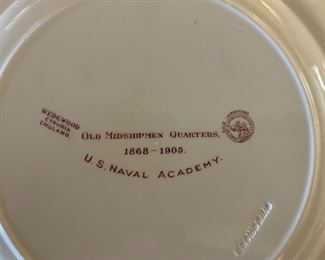 WEDGWOOD
ETRURIA
ENGLAND
OLD MIDSHIPMEN QUARTERS,
1868-1905.
U.S. NAVAL ACADEMY.